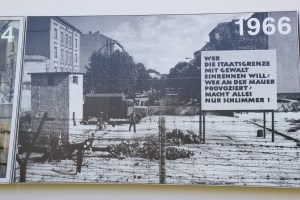 4
1966
WER
DIE STAATSGRENZE
MIT GEWALT
EINRENNEN WILL/
WER AN DER MAUER
PROVOZIERT/
MACHT ALLES
NUR SCHLIMMER!